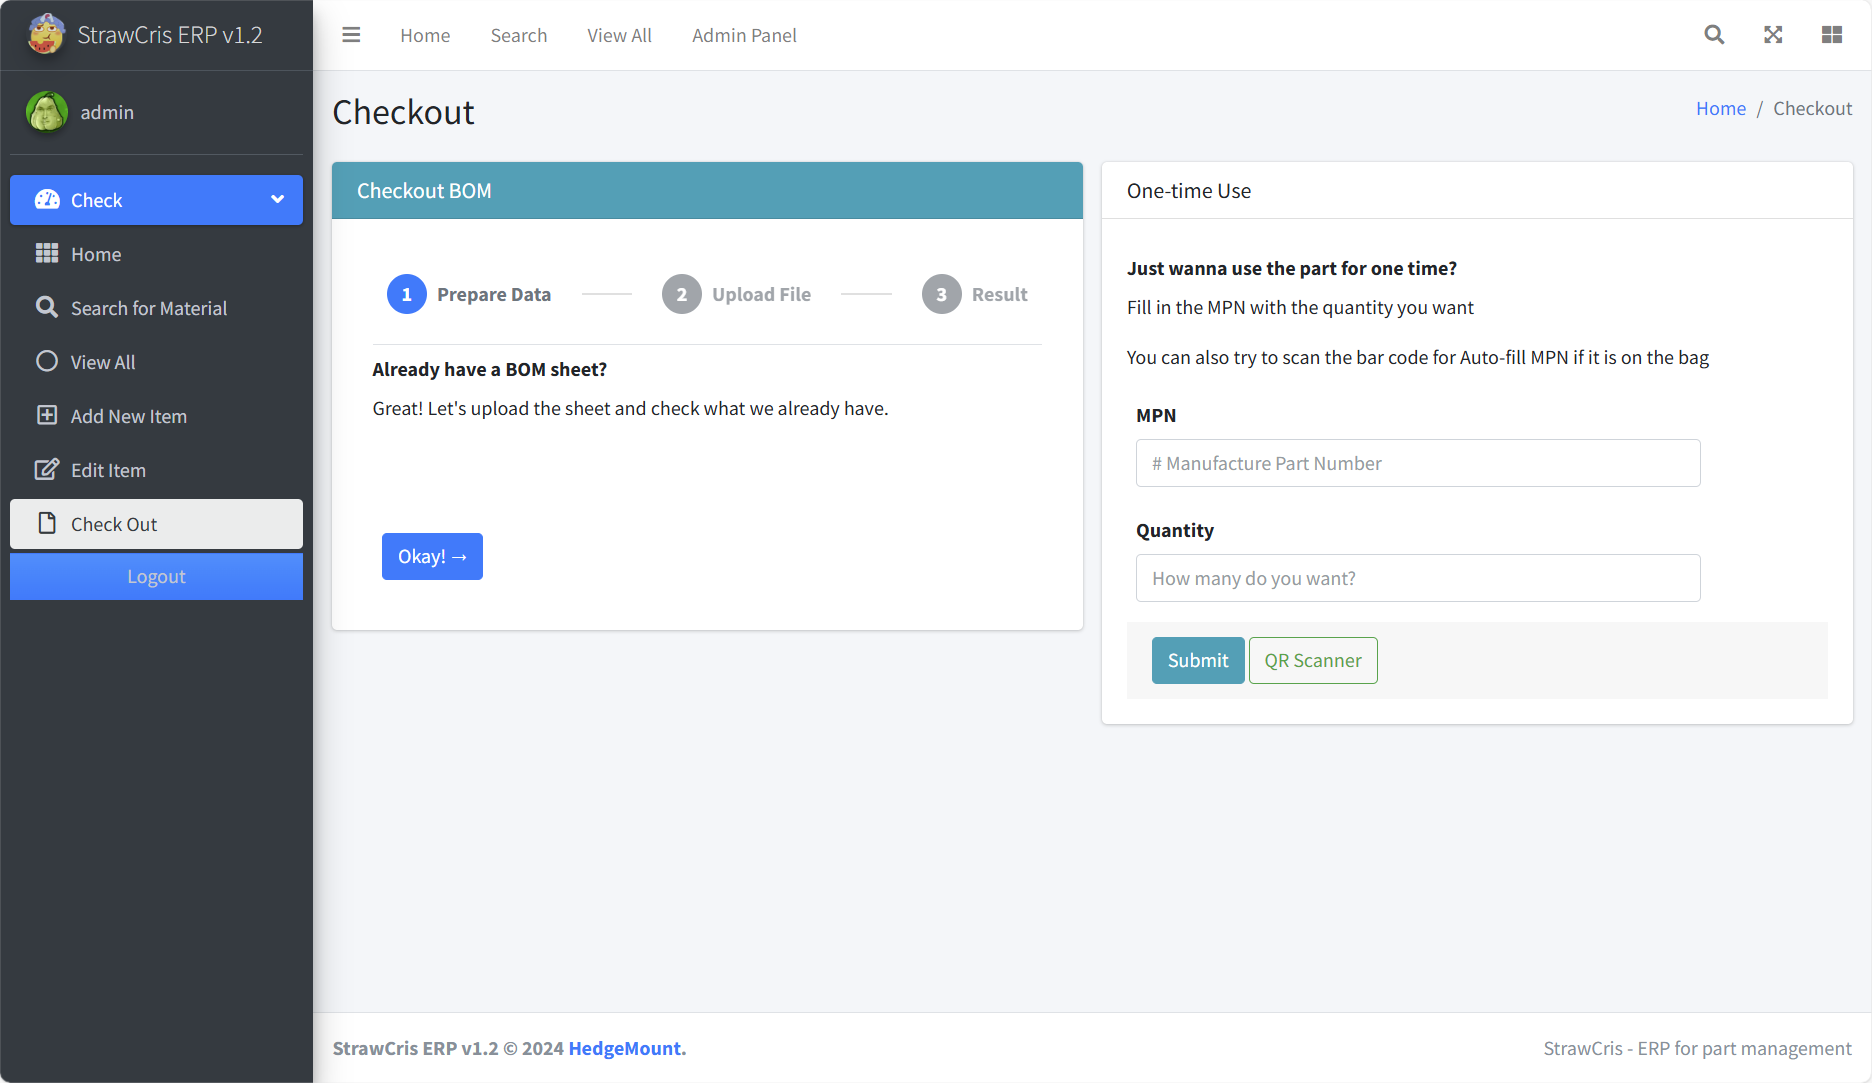 StrawCris ERP v1.2
admin
Check
Home
Search for Material
View All
Add New Item
Edit Item
Check Out
Logout
Home Search View All Admin Panel
Checkout
Home / Checkout
Checkout BOM
1 Prepare Data 2 Upload File 3 Result
Already have a BOM sheet?
Great! Let's upload the sheet and check what we already have.
Okay! →
One-time Use
Just wanna use the part for one time?
Fill in the MPN with the quantity you want
You can also try to scan the bar code for Auto-fill MPN if it is on the bag
MPN
# Manufacture Part Number
Quantity
How many do you want?
Submit QR Scanner
StrawCris ERP v1.2 © 2024 HedgeMount.
StrawCris - ERP for part management